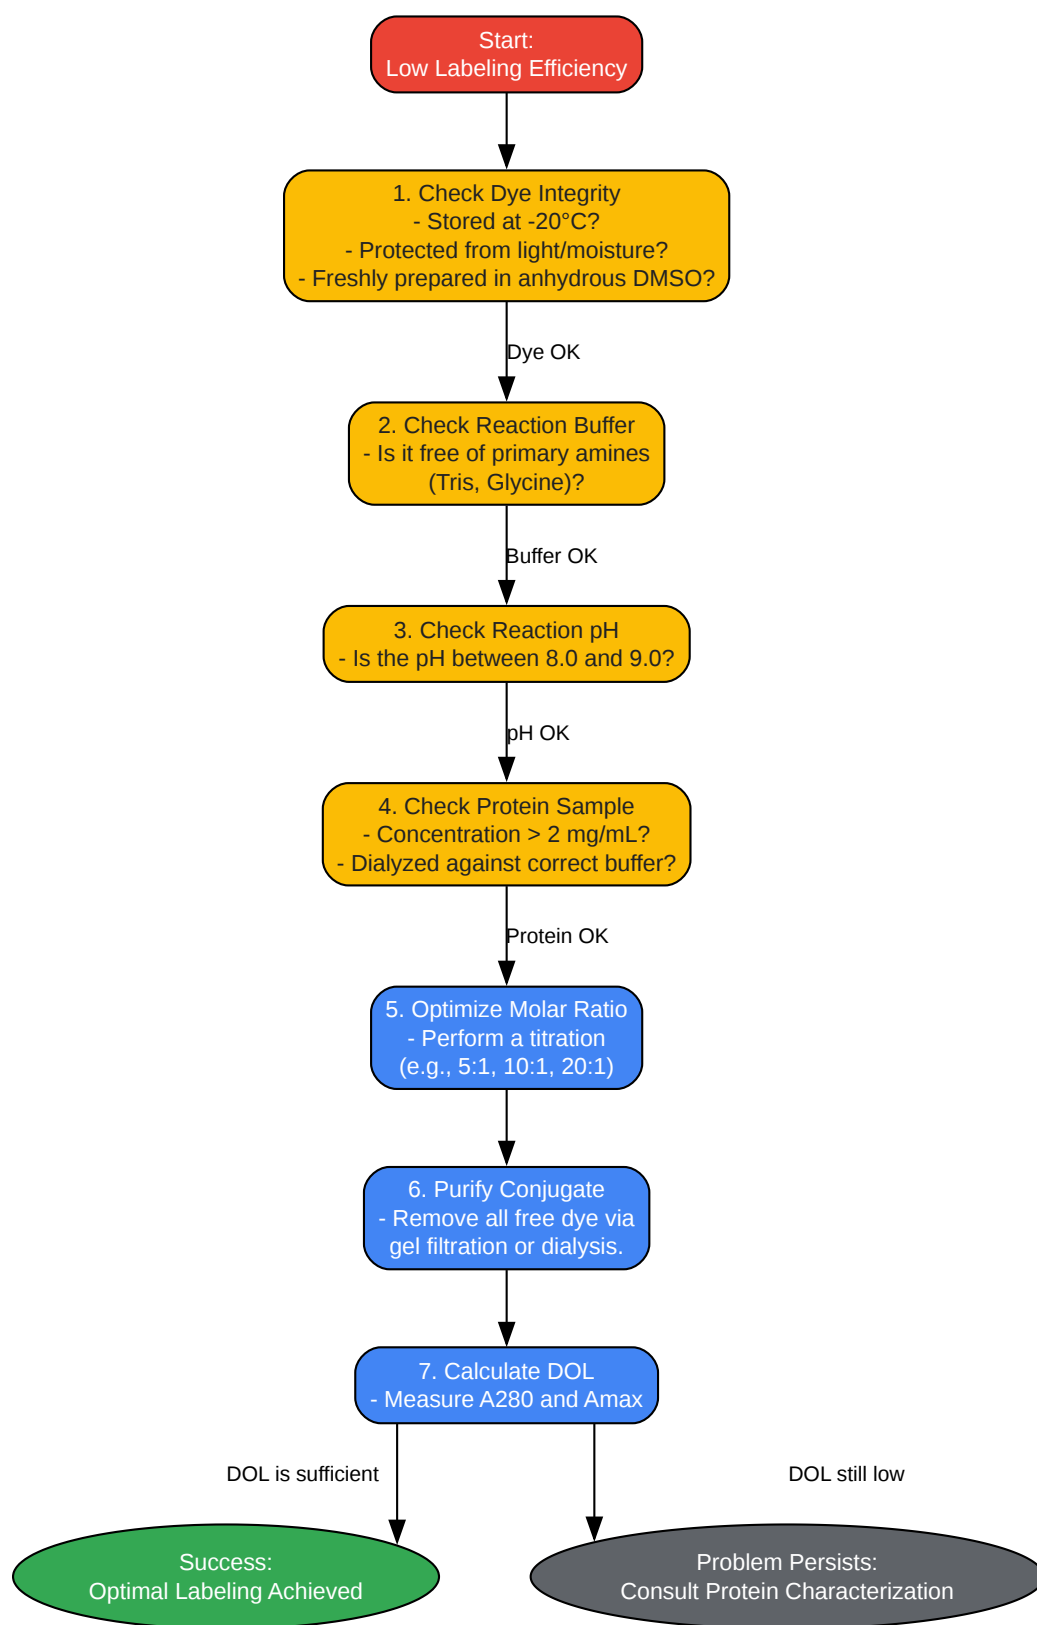 Start:
Low Labeling Efficiency
1. Check Dye Integrity
- Stored at -20°C?
- Protected from light/moisture?
- Freshly prepared in anhydrous DMSO?
Dye OK
2. Check Reaction Buffer
- Is it free of primary amines
(Tris, Glycine)?
Buffer OK
3. Check Reaction pH
- Is the pH between 8.0 and 9.0?
pH OK
4. Check Protein Sample
- Concentration > 2 mg/mL?
- Dialyzed against correct buffer?
Protein OK
5. Optimize Molar Ratio
- Perform a titration
(e.g., 5:1, 10:1, 20:1)
6. Purify Conjugate
- Remove all free dye via
gel filtration or dialysis.
7. Calculate DOL
- Measure A280 and Amax
DOL is sufficient
DOL still low
Success:
Optimal Labeling Achieved
Problem Persists:
Consult Protein Characterization